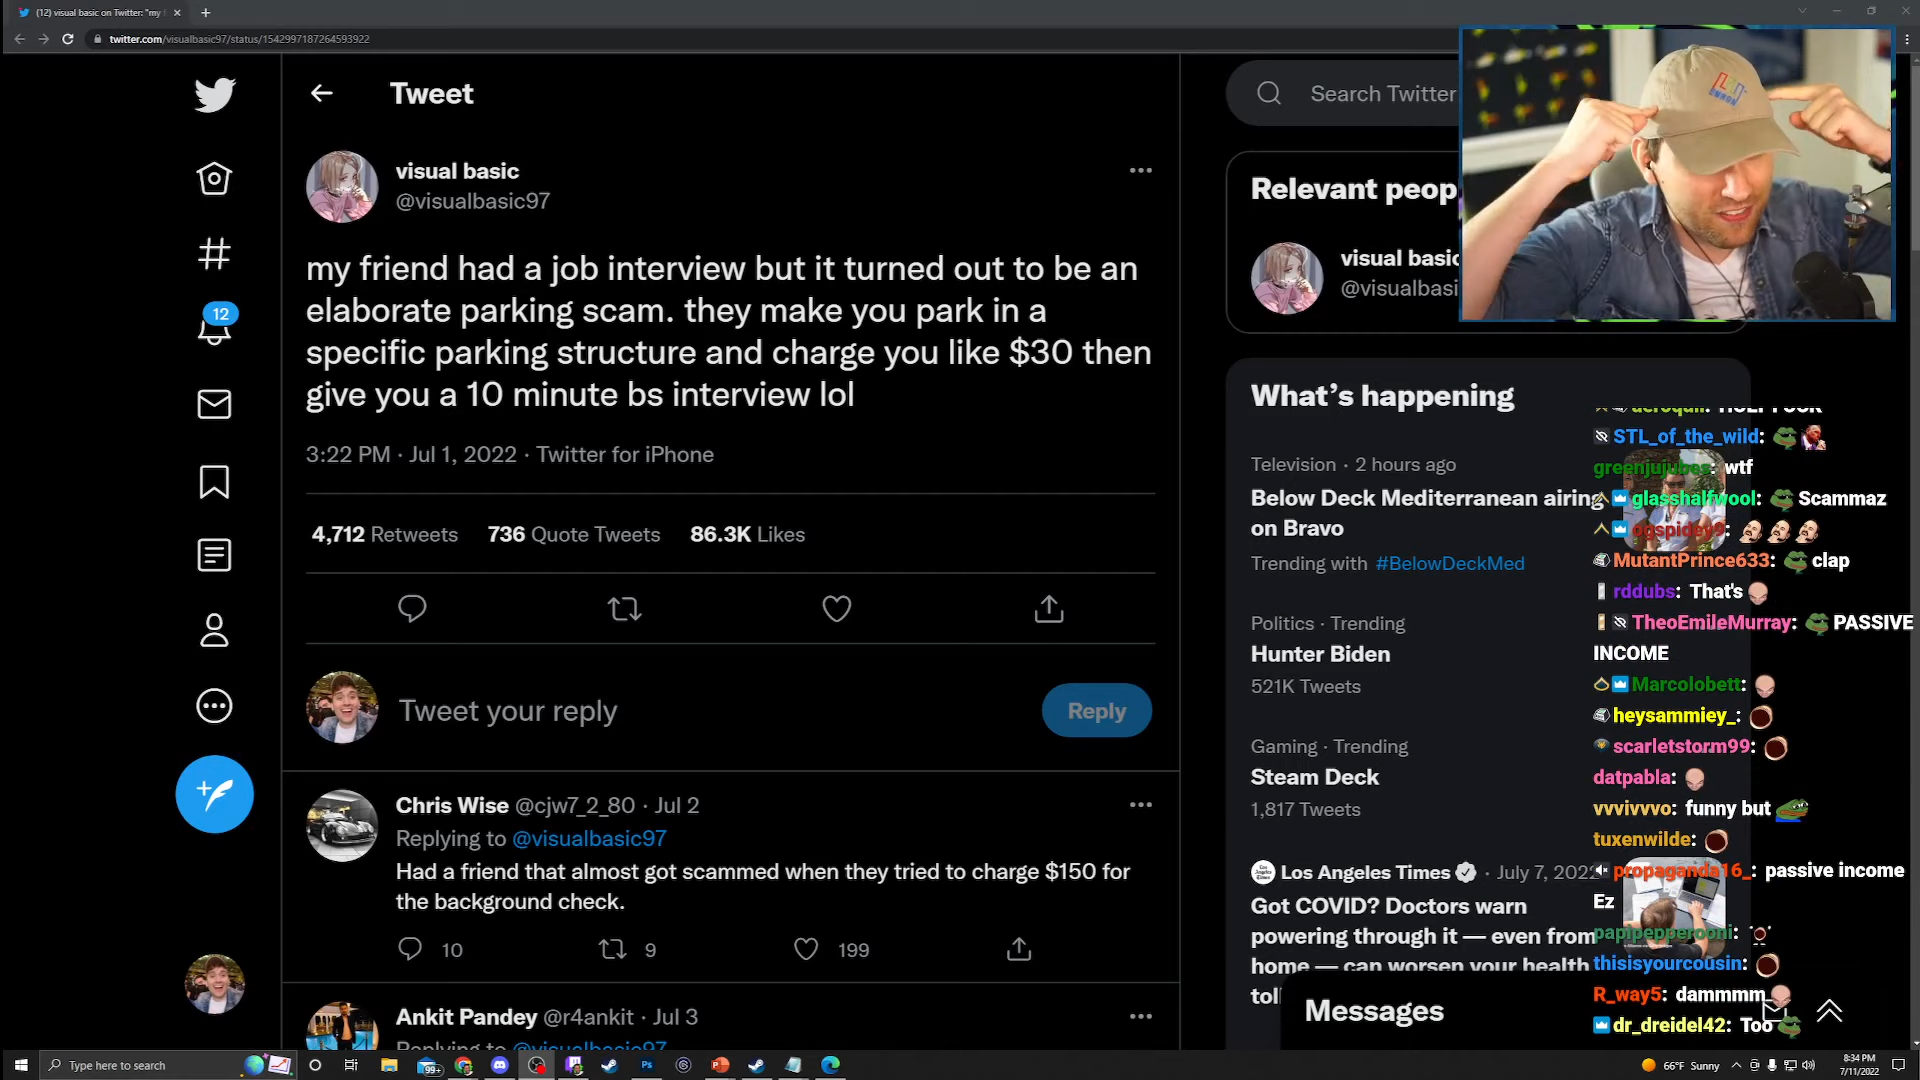 (12) visual basic on Twitter: "my f
twitter.com/visualbasic97/status/1542997187264593922
Tweet
Search Twitter
visual basic
@visualbasic97
my friend had a job interview but it turned out to be an
elaborate parking scam. they make you park in a
specific parking structure and charge you like $30 then
give you a 10 minute bs interview lol
3:22 PM · Jul 1, 2022 · Twitter for iPhone
4,712 Retweets 736 Quote Tweets 86.3K Likes
Tweet your reply
Reply
Chris Wise @cjw7_2_80 · Jul 2
Replying to @visualbasic97
Had a friend that almost got scammed when they tried to charge $150 for
the background check.
10 9 199
Ankit Pandey @r4ankit · Jul 3
Replying to @visualbasic97
12
Relevant peop
visual basic
@visualbasi
What's happening
Television · 2 hours ago
Below Deck Mediterranean airing
on Bravo
Trending with #BelowDeckMed
Politics · Trending
Hunter Biden
521K Tweets
Gaming · Trending
Steam Deck
1,817 Tweets
Los Angeles Times · July 7, 2022
Got COVID? Doctors warn
powering through it — even from
home — can worsen your health
toll
Messages
STL_of_the_wild:
greenjujubes: wtf
glasshalfwool: Scammaz
ogspidey9:
MutantPrince633: clap
rddubs: That's
TheoEmileMurray: PASSIVE
INCOME
Marcolobett:
heysammiey_:
scarletstorm99:
datpabla:
vvvivvvo: funny but
tuxenwilde:
propaganda16_: passive income
Ez
papipepperooni:
thisisyourcousin:
R_way5: dammmm
dr_dreidel42: Too
Type here to search
99+
66°F Sunny
8:34 PM
7/11/2022